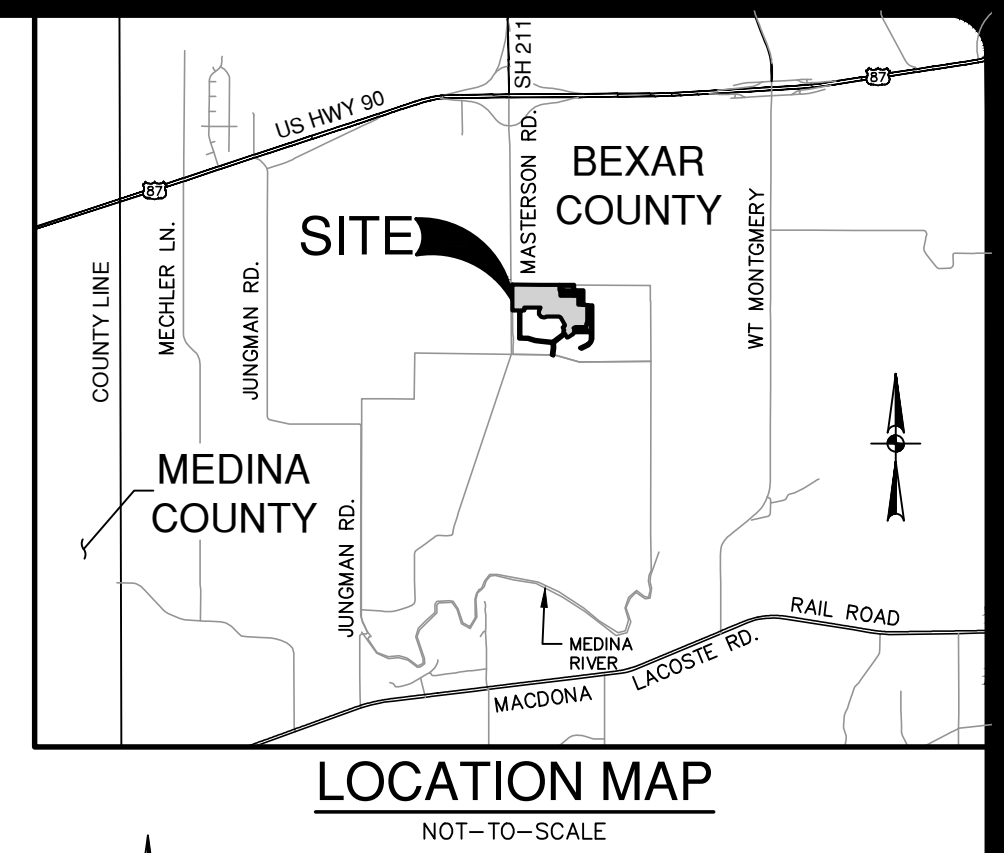 SH 211
87
US HWY 90
MASTERSON RD.
BEXAR
COUNTY
87
SITE
MECHLER LN.
WT MONTGMERY
COUNTY LINE
JUNGMAN RD.
MEDINA
COUNTY
JUNGMAN RD.
RAIL ROAD
MEDINA
RIVER
LACOSTE RD.
MACDONA
LOCATION MAP
NOT-TO-SCALE